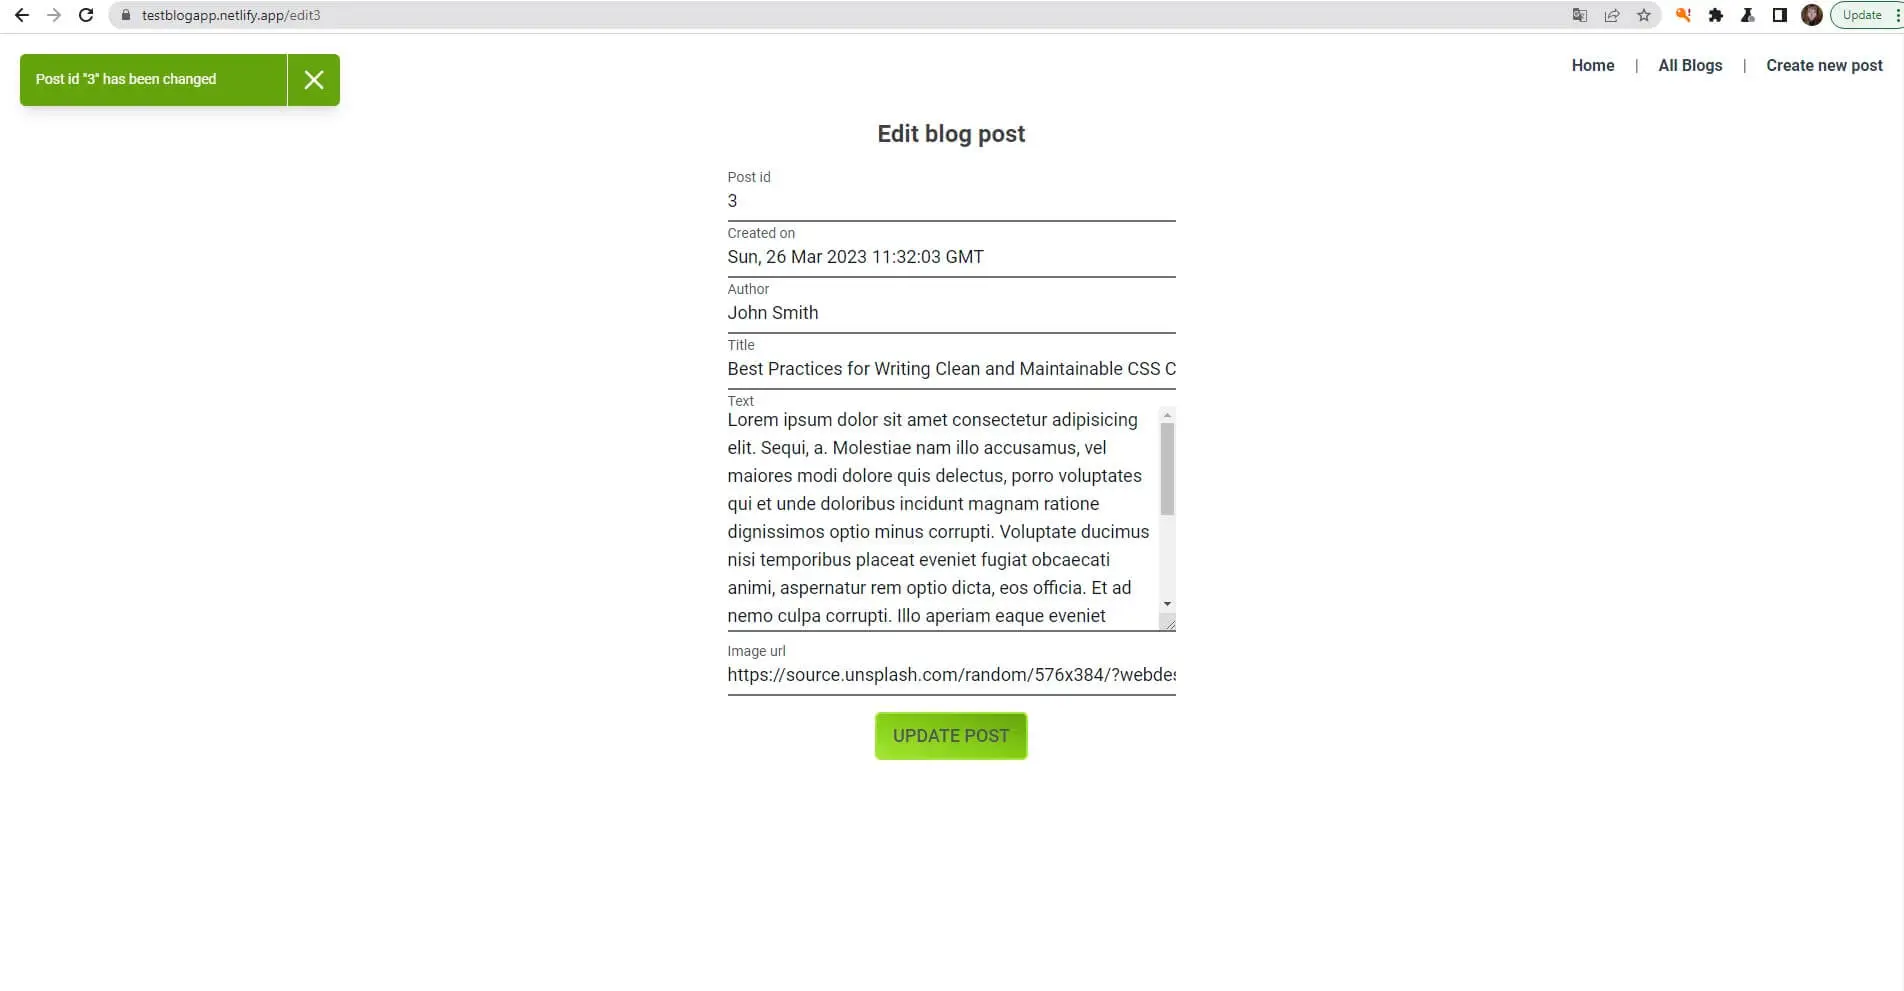 testblogapp.netlify.app/edit3
Update
Post id "3" has been changed
Home | All Blogs | Create new post
Edit blog post
Post id
3
Created on
Sun, 26 Mar 2023 11:32:03 GMT
Author
John Smith
Title
Best Practices for Writing Clean and Maintainable CSS C
Text
Lorem ipsum dolor sit amet consectetur adipisicing
elit. Sequi, a. Molestiae nam illo accusamus, vel
maiores modi dolore quis delectus, porro voluptates
qui et unde doloribus incidunt magnam ratione
dignissimos optio minus corrupti. Voluptate ducimus
nisi temporibus placeat eveniet fugiat obcaecati
animi, aspernatur rem optio dicta, eos officia. Et ad
nemo culpa corrupti. Illo aperiam eaque eveniet
Image url
https://source.unsplash.com/random/576x384/?webdes
UPDATE POST